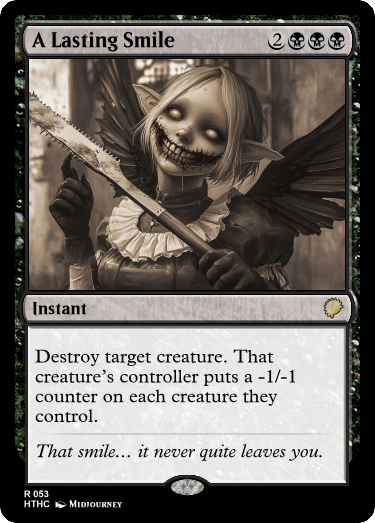 A Lasting Smile 2
Instant
Destroy target creature. That
creature's controller puts a -1/-1
counter on each creature they
control.
That smile… it never quite leaves you.
R 053
HTHC Midjourney